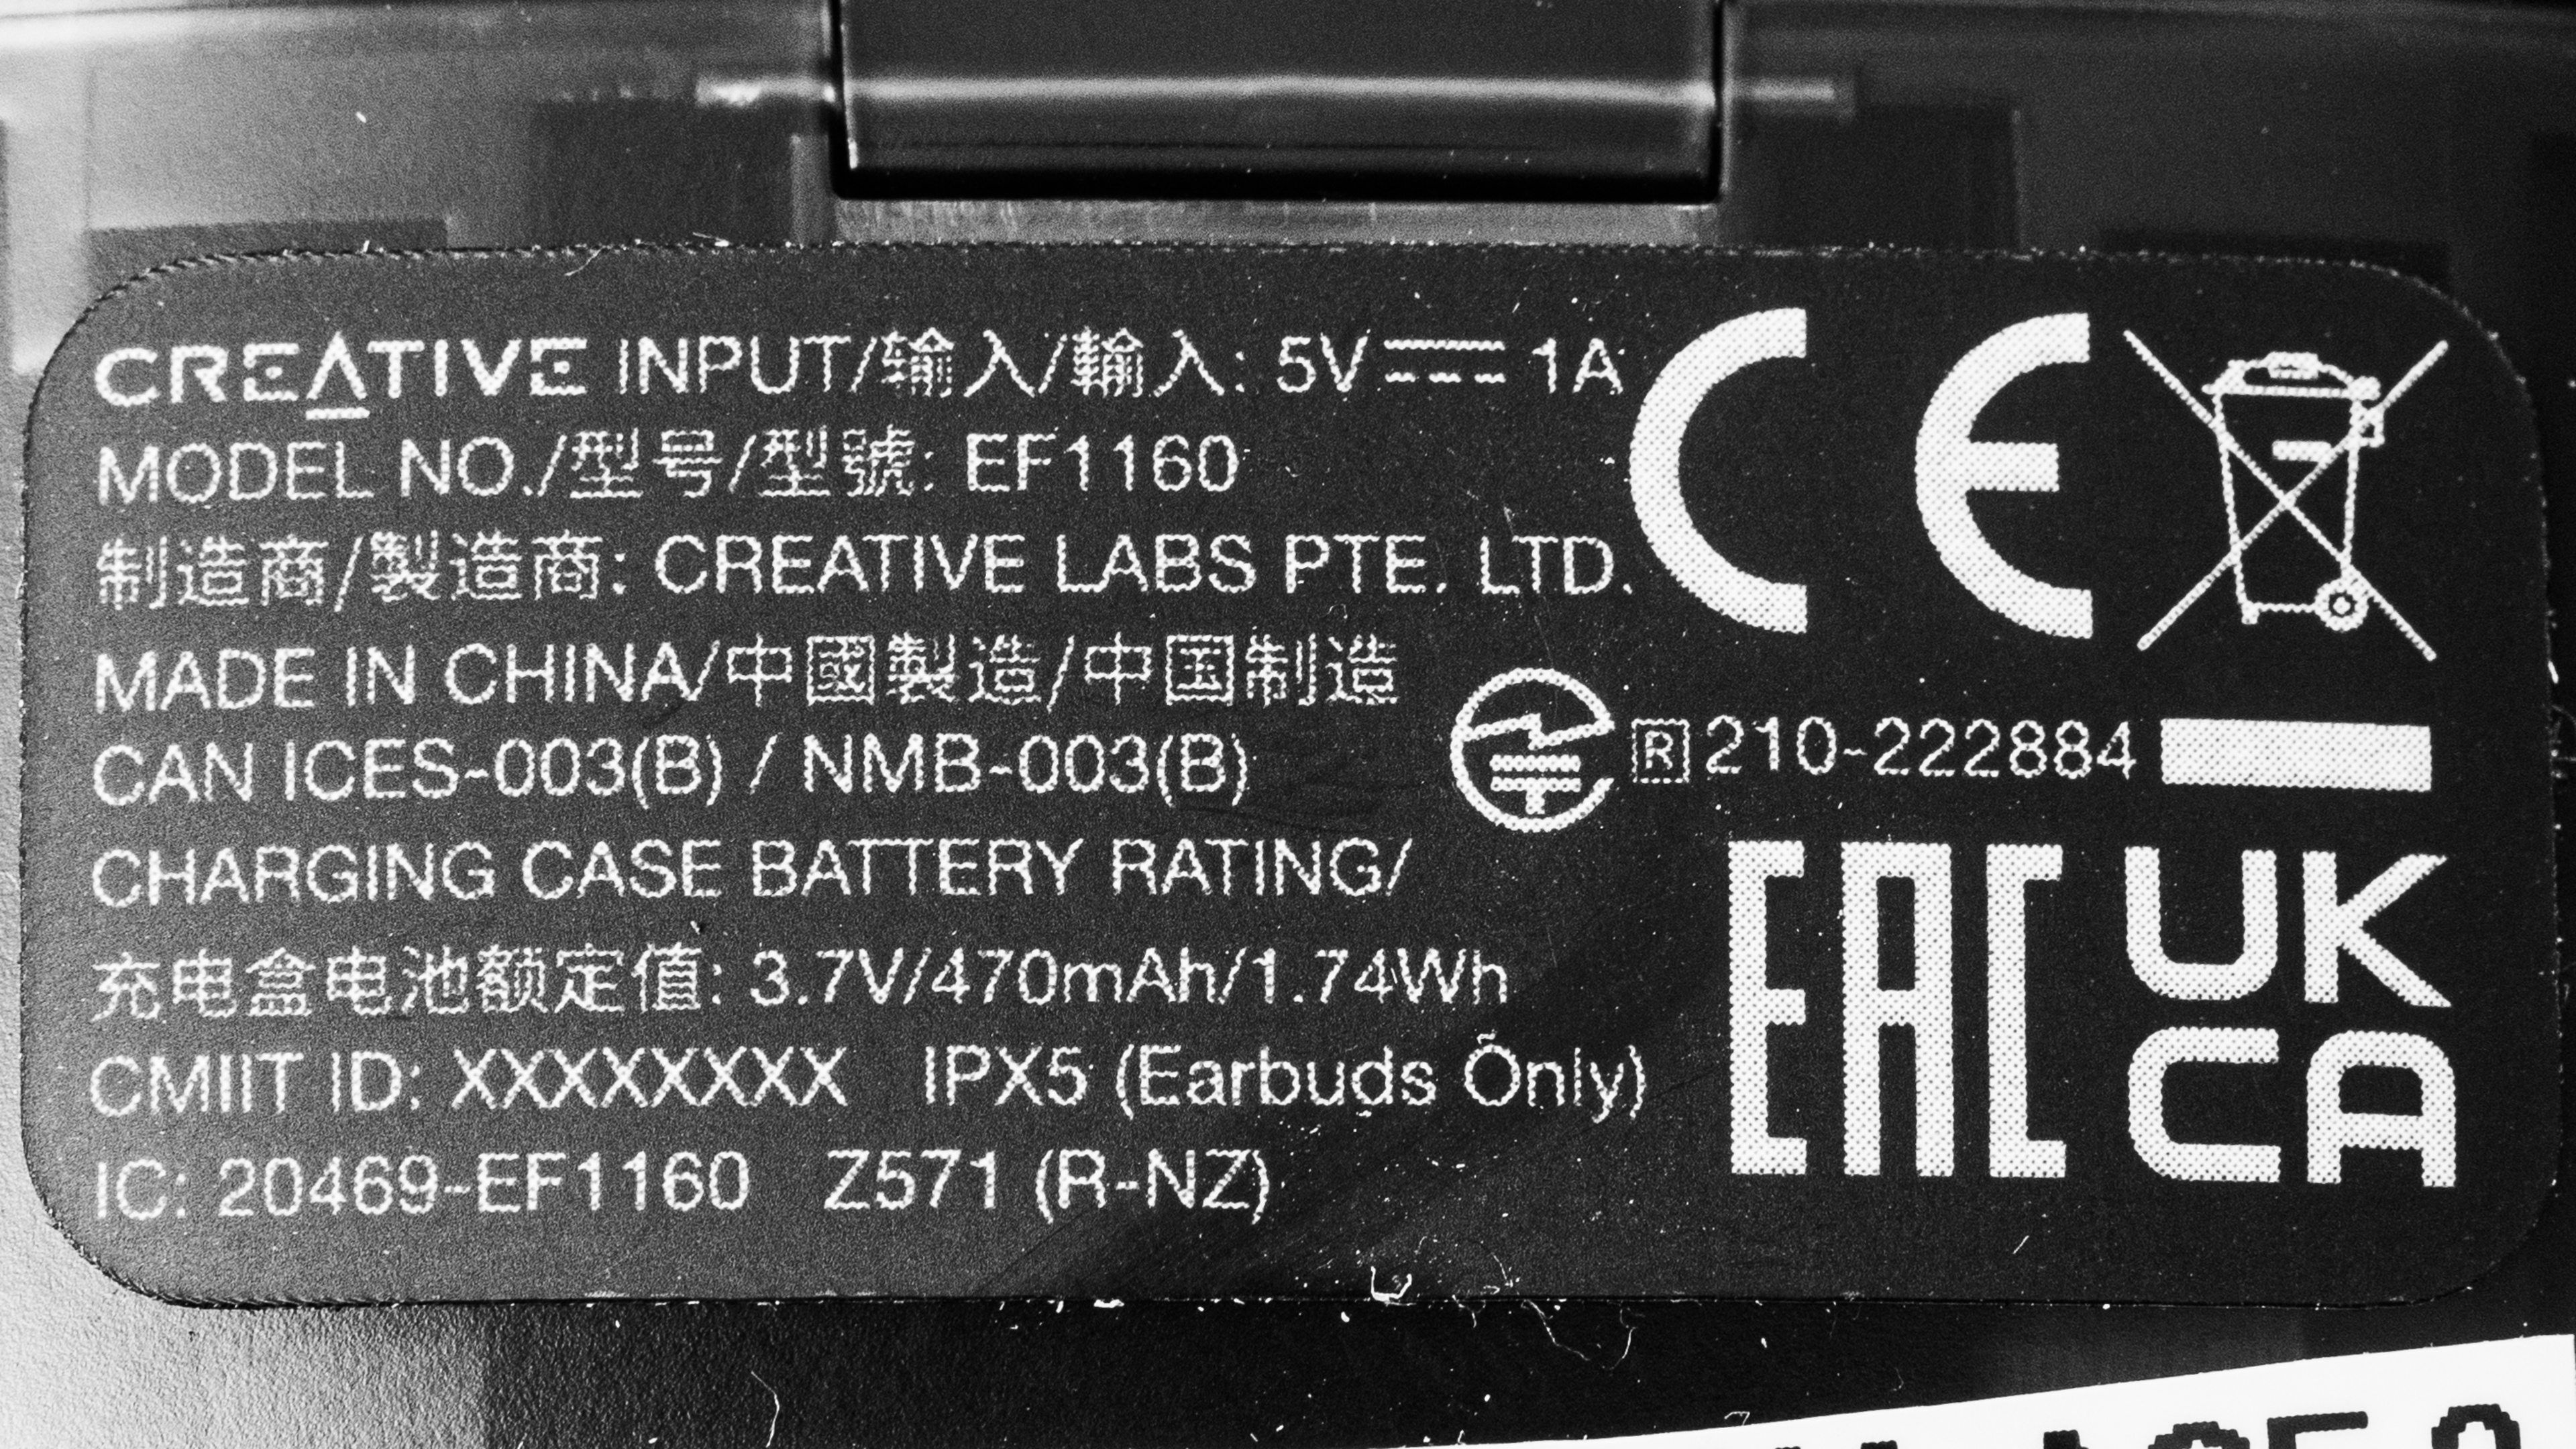 CREATIVE INPUT/输入/輸入: 5V⎓1A
MODEL NO./型号/型號: EF1160
制造商/製造商: CREATIVE LABS PTE. LTD.
MADE IN CHINA/中國製造/中国制造
CAN ICES-003(B) / NMB-003(B)
CHARGING CASE BATTERY RATING/
充电盒电池额定值: 3.7V/470mAh/1.74Wh
CMIIT ID: XXXXXXXX IPX5 (Earbuds Only)
IC: 20469-EF1160 Z571 (R-NZ)
CE
R 210-222884
EAC
UK
CA